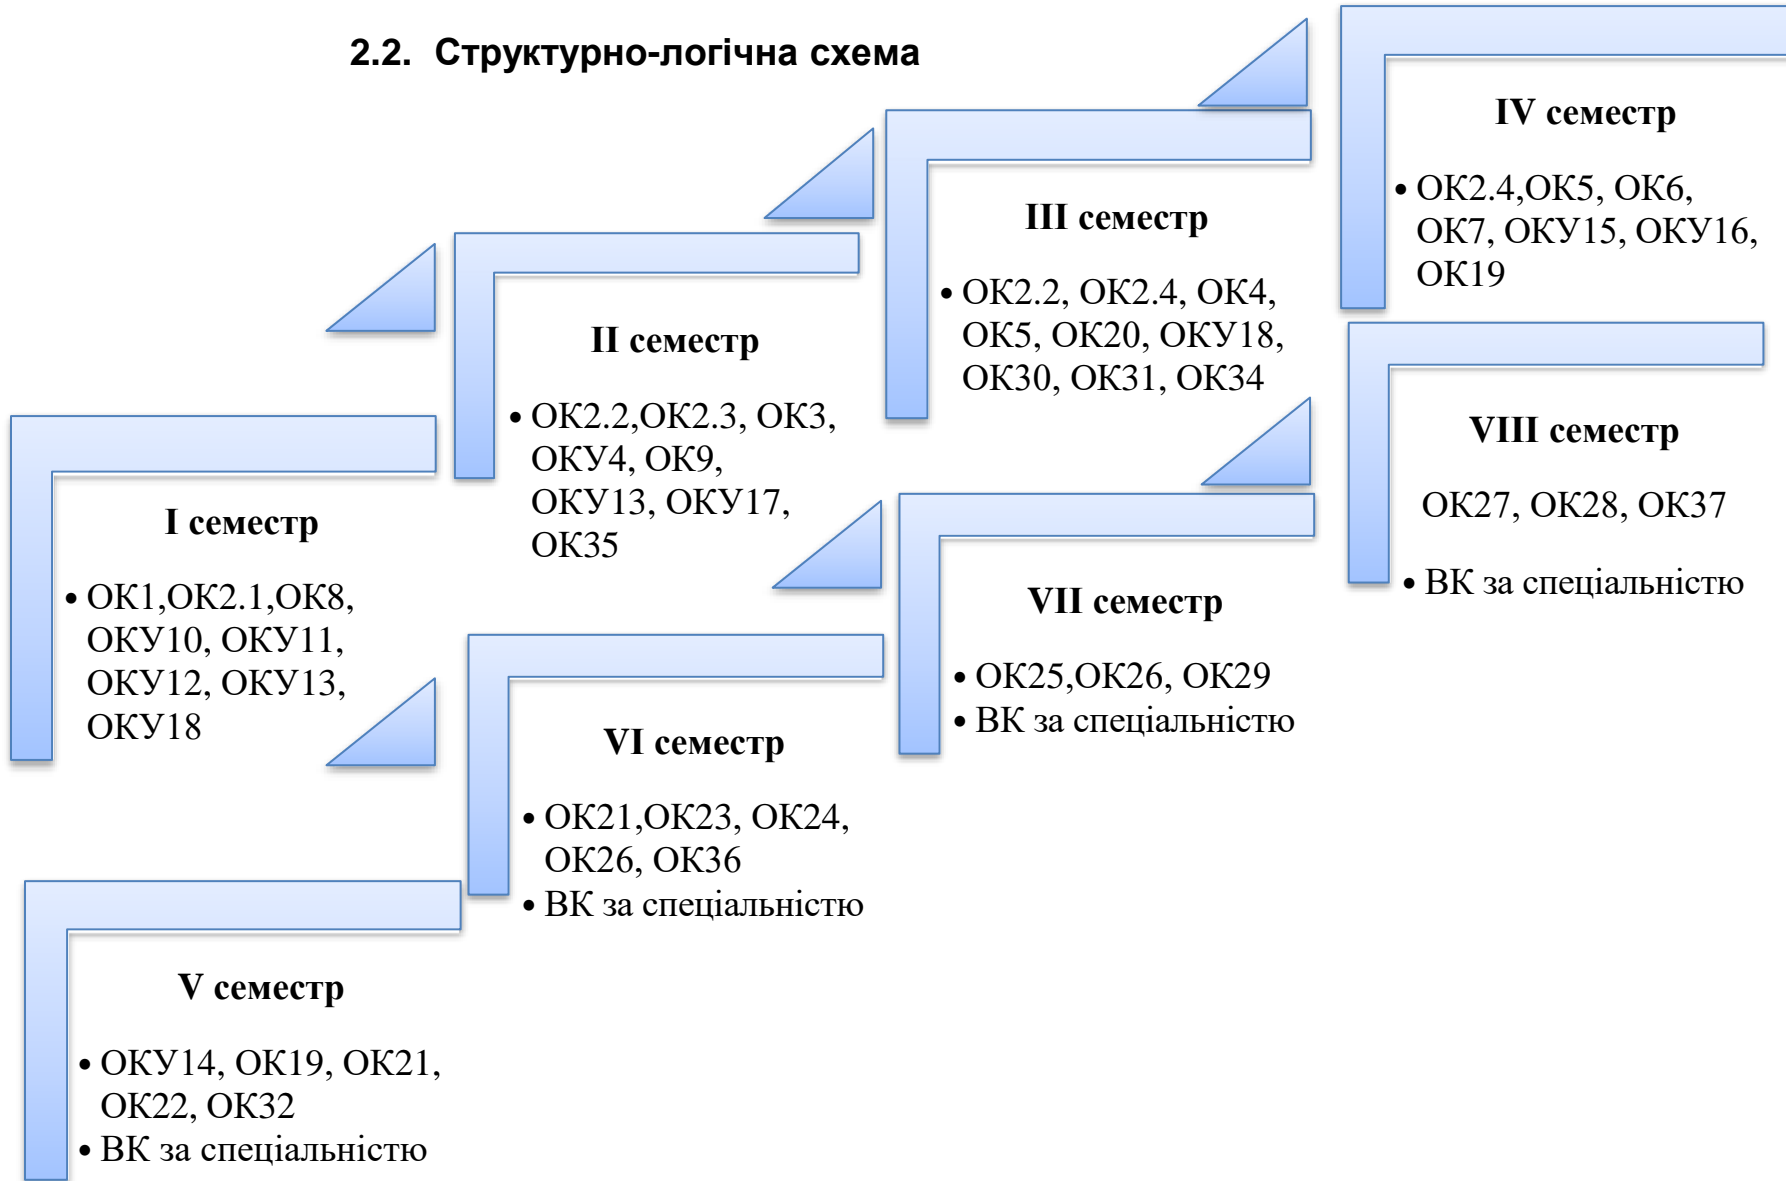 2.2. Структурно-логічна схема
I семестр
• ОК1,ОК2.1,ОК8,
ОКУ10, ОКУ11,
ОКУ12, ОКУ13,
ОКУ18
II семестр
• ОК2.2,ОК2.3, ОК3,
ОКУ4, ОК9,
ОКУ13, ОКУ17,
ОК35
III семестр
• ОК2.2, ОК2.4, ОК4,
ОК5, ОК20, ОКУ18,
ОК30, ОК31, ОК34
IV семестр
• ОК2.4,ОК5, ОК6,
ОК7, ОКУ15, ОКУ16,
ОК19
V семестр
• ОКУ14, ОК19, ОК21,
ОК22, ОК32
• ВК за спеціальністю
VI семестр
• ОК21,ОК23, ОК24,
ОК26, ОК36
• ВК за спеціальністю
VII семестр
• ОК25,ОК26, ОК29
• ВК за спеціальністю
VIII семестр
ОК27, ОК28, ОК37
• ВК за спеціальністю